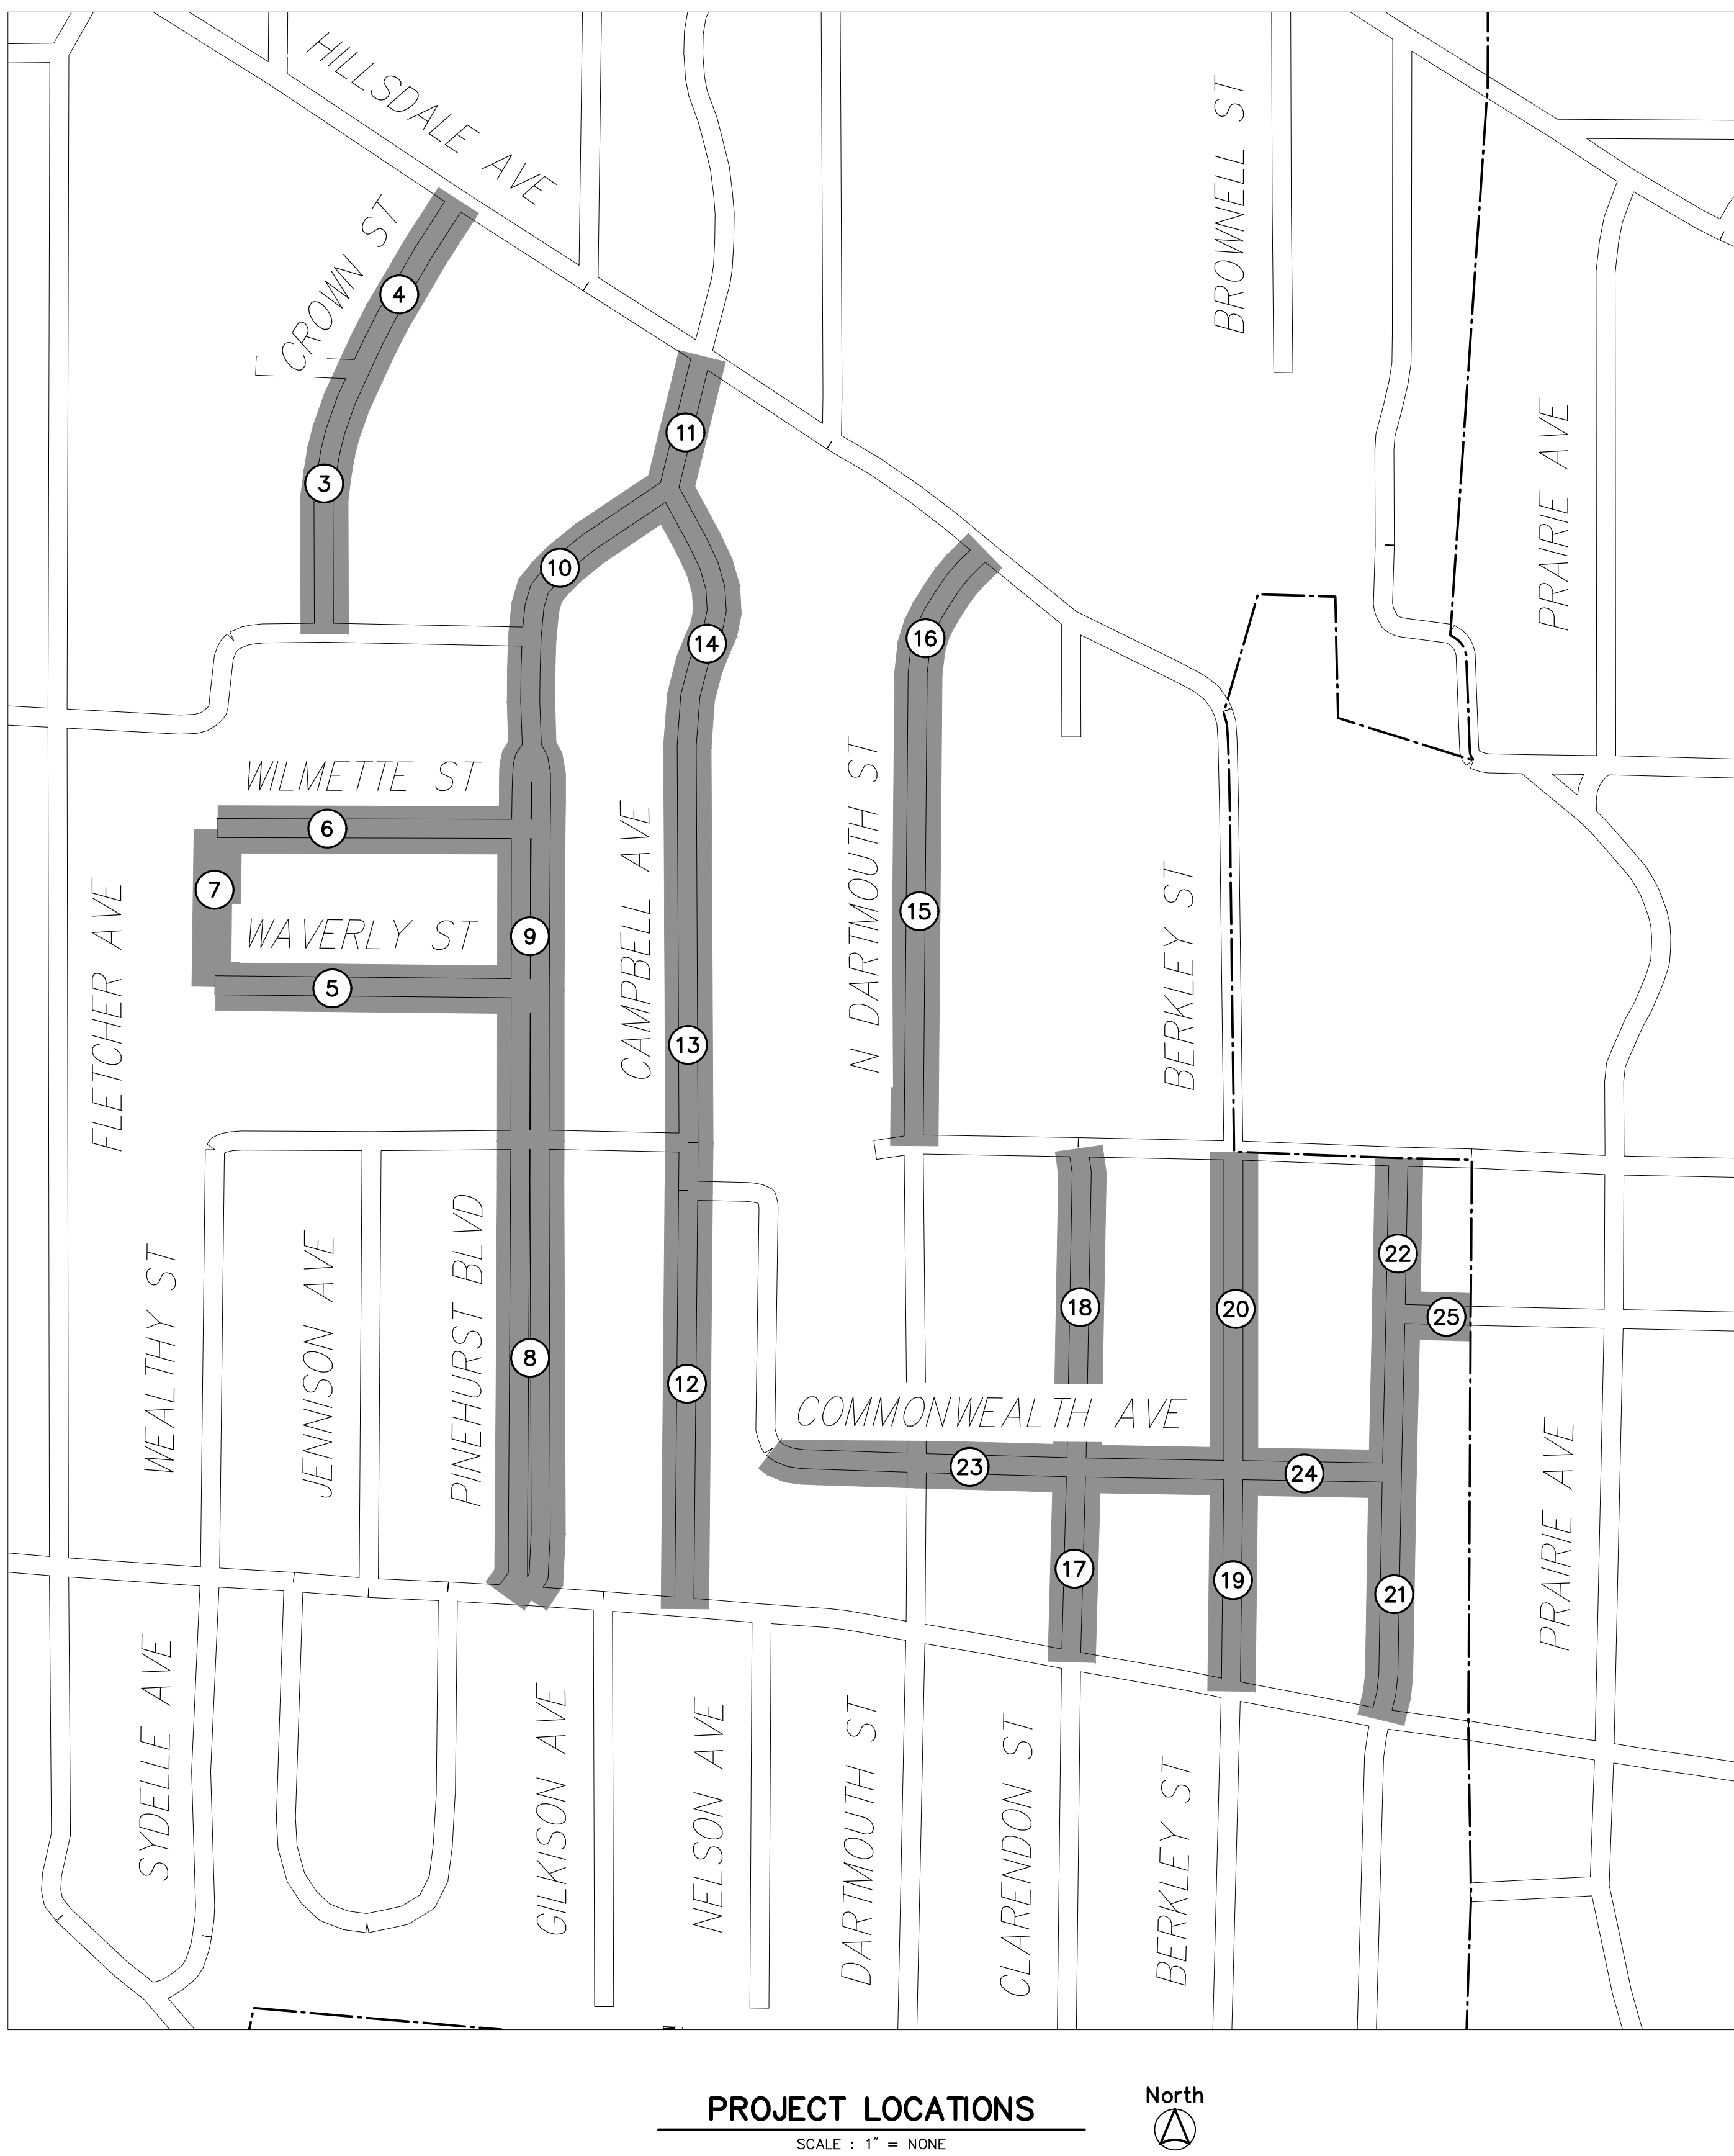 HILLSDALE AVE
BROWNELL ST
CROWN ST
4
PRAIRIE AVE
11
3
10
16
14
WILMETTE ST
CAMPBELL AVE
N DARTMOUTH ST
6
BERKLEY ST
7
FLETCHER AVE
15
WAVERLY ST
9
5
13
PINEHURST BLVD
WEALTHY ST
JENNISON AVE
22
18
20
25
8
12
COMMONWEALTH AVE
PRAIRIE AVE
23
24
17
19
21
SYDELLE AVE
GILKISON AVE
NELSON AVE
DARTMOUTH ST
CLARENDON ST
BERKLEY ST
North
PROJECT LOCATIONS
SCALE : 1" = NONE